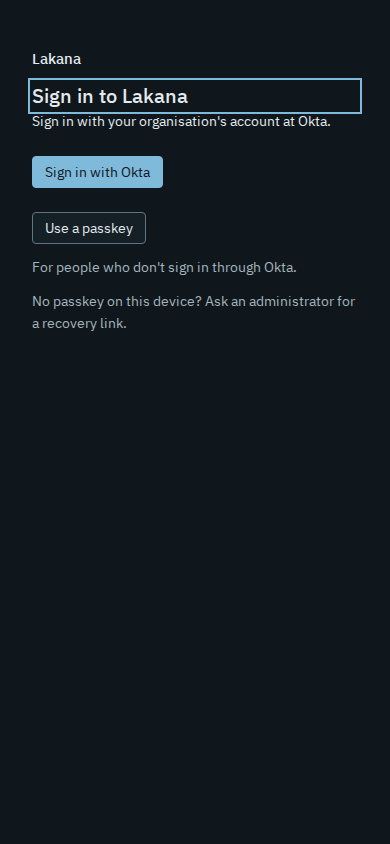 Lakana
Sign in to Lakana
Sign in with your organisation's account at Okta.
Sign in with Okta
Use a passkey
For people who don't sign in through Okta.
No passkey on this device? Ask an administrator for
a recovery link.